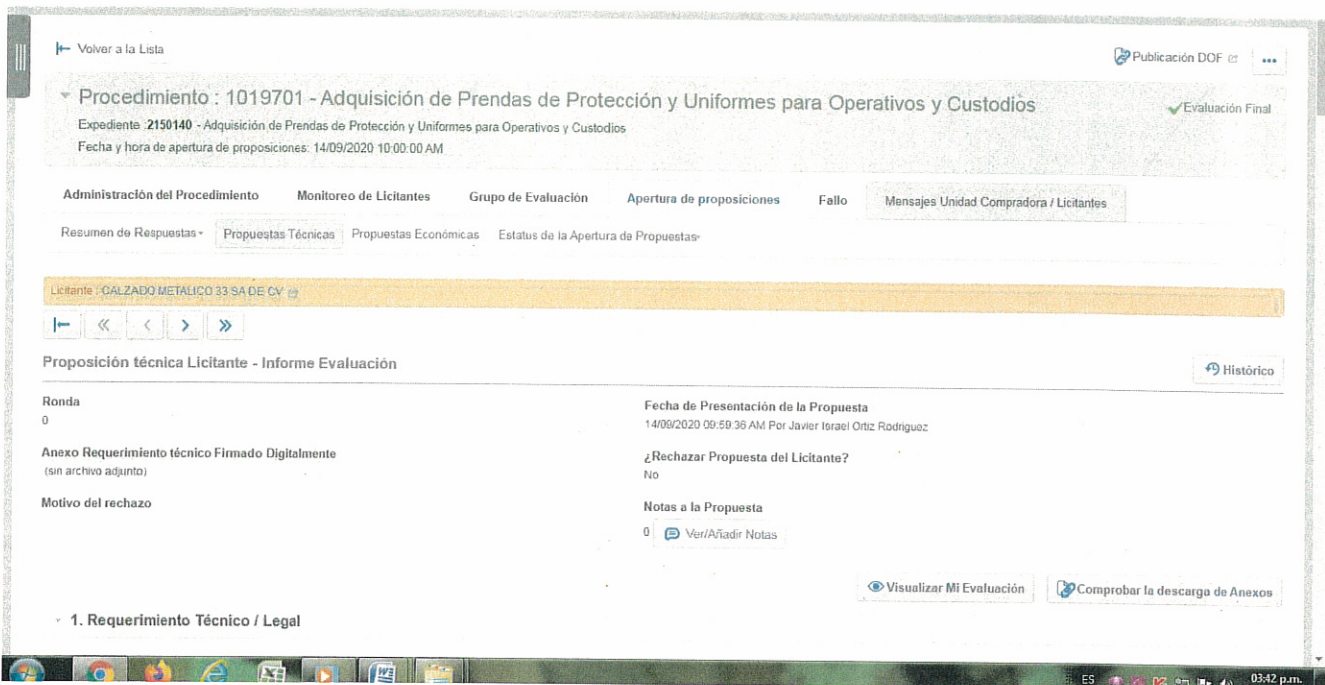 Volver a la Lista
Publicación DOF
Procedimiento : 1019701 - Adquisición de Prendas de Protección y Uniformes para Operativos y Custodios
Evaluación Final
Expediente :2150140 - Adquisición de Prendas de Protección y Uniformes para Operativos y Custodios
Fecha y hora de apertura de proposiciones: 14/09/2020 10:00:00 AM
Administración del Procedimiento Monitoreo de Licitantes Grupo de Evaluación Apertura de proposiciones Fallo Mensajes Unidad Compradora / Licitantes
Resumen de Respuestas Propuestas Técnicas Propuestas Económicas Estatus de la Apertura de Propuestas
Licitante : CALZADO METALICO 33 SA DE CV
Proposición técnica Licitante - Informe Evaluación
Histórico
Ronda
0
Fecha de Presentación de la Propuesta
14/09/2020 09:59:36 AM Por Javier Israel Ortiz Rodriguez
Anexo Requerimiento técnico Firmado Digitalmente
(sin archivo adjunto)
¿Rechazar Propuesta del Licitante?
No
Motivo del rechazo
Notas a la Propuesta
0 Ver/Añadir Notas
Visualizar Mi Evaluación Comprobar la descarga de Anexos
1. Requerimiento Técnico / Legal
ES 03:42 p.m.